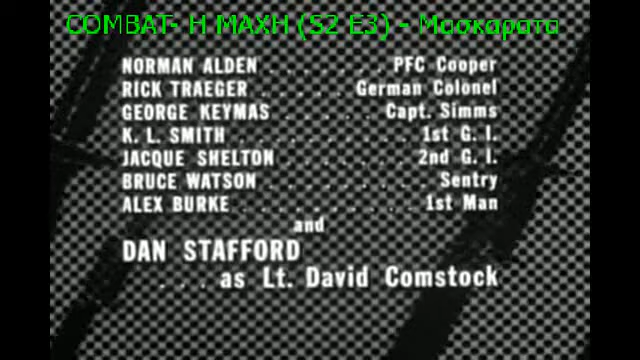 COMBAT- Η ΜΑΧΗ (S2 E3) - Μασκαράτα
NORMAN ALDEN . . . . . . . PFC Cooper
RICK TRAEGER . . . . . German Colonel
GEORGE KEYMAS . . . . . Capt. Simms
K. L. SMITH . . . . . . . . 1st G. I.
JACQUE SHELTON . . . . . . 2nd G. I.
BRUCE WATSON . . . . . . . . Sentry
ALEX BURKE . . . . . . . . . 1st Man
and
DAN STAFFORD
. . . as Lt. David Comstock